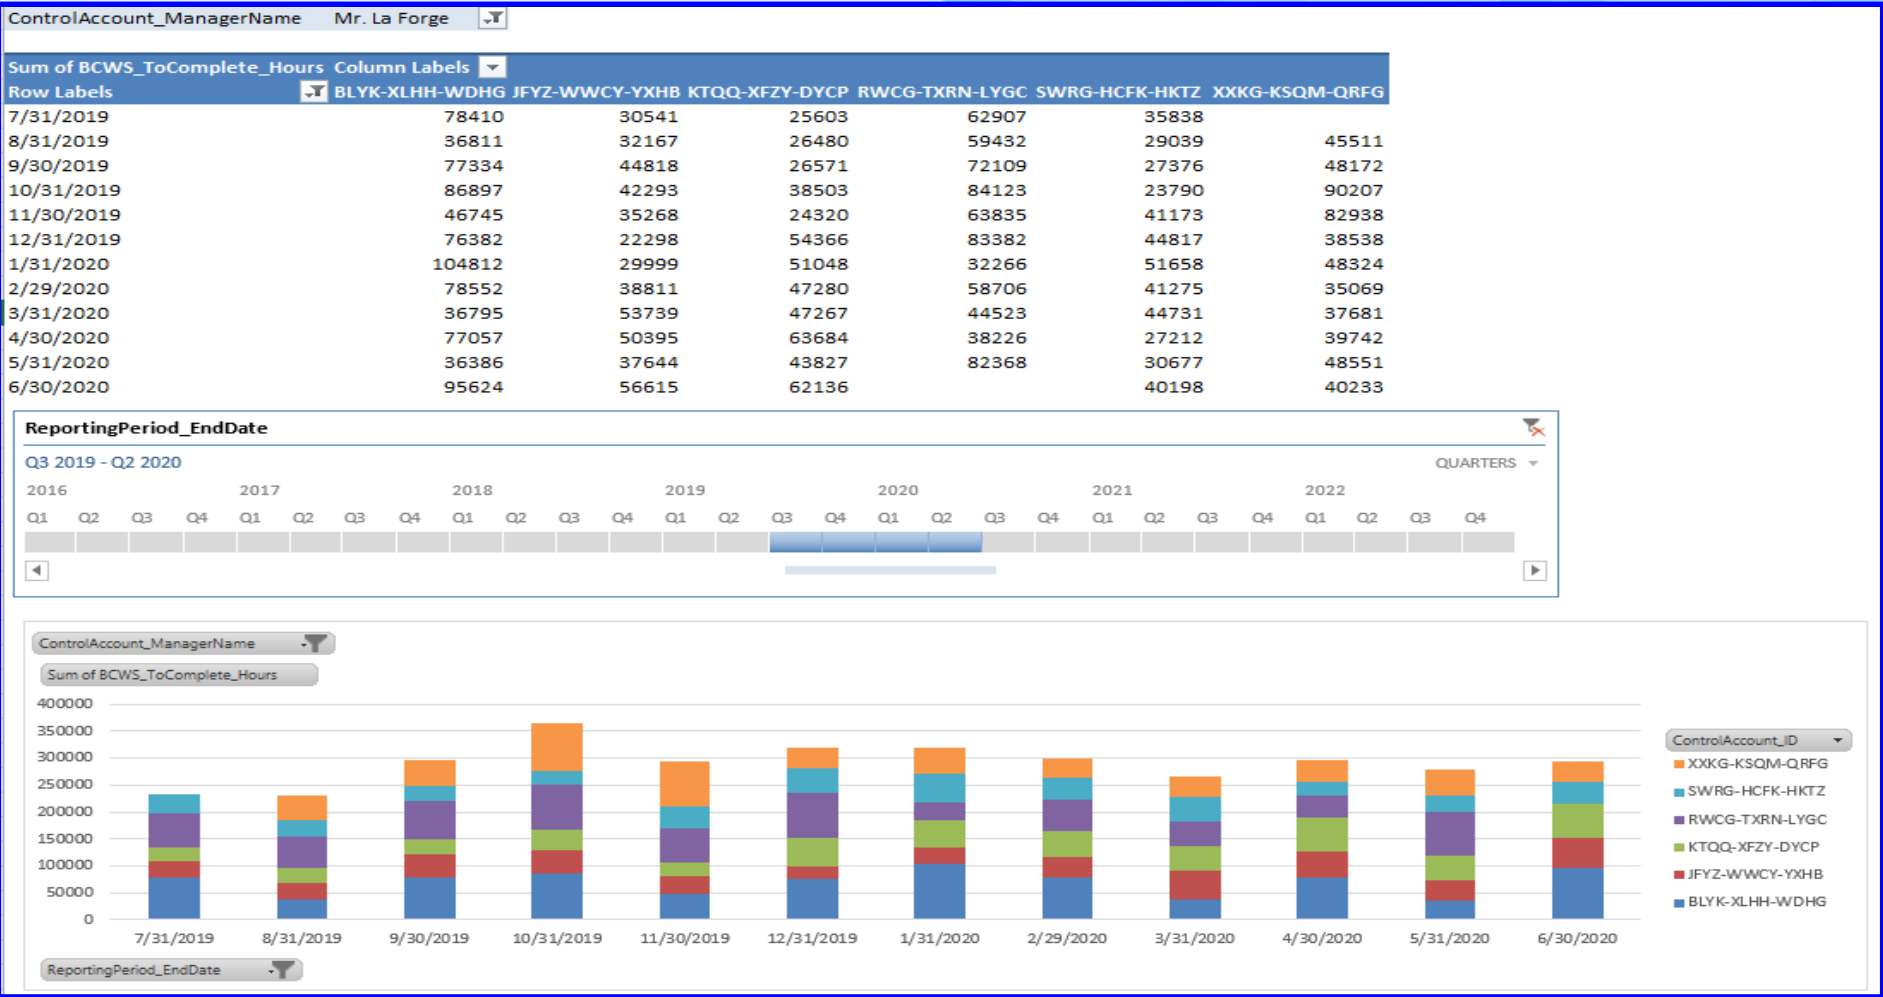 ControlAccount_ManagerName Mr. La Forge
Sum of BCWS_ToComplete_Hours Column Labels
Row Labels BLYK-XLHH-WDHG JFYZ-WWCY-YXHB KTQQ-XFZY-DYCP RWCG-TXRN-LYGC SWRG-HCFK-HKTZ XXKG-KSQM-QRFG
7/31/2019 78410 30541 25603 62907 35838
8/31/2019 36811 32167 26480 59432 29039 45511
9/30/2019 77334 44818 26571 72109 27376 48172
10/31/2019 86897 42293 38503 84123 23790 90207
11/30/2019 46745 35268 24320 63835 41173 82938
12/31/2019 76382 22298 54366 83382 44817 38538
1/31/2020 104812 29999 51048 32266 51658 48324
2/29/2020 78552 38811 47280 58706 41275 35069
3/31/2020 36795 53739 47267 44523 44731 37681
4/30/2020 77057 50395 63684 38226 27212 39742
5/31/2020 36386 37644 43827 82368 30677 48551
6/30/2020 95624 56615 62136 40198 40233
ReportingPeriod_EndDate
Q3 2019 - Q2 2020 QUARTERS
2016 2017 2018 2019 2020 2021 2022
Q1 Q2 Q3 Q4 Q1 Q2 Q3 Q4 Q1 Q2 Q3 Q4 Q1 Q2 Q3 Q4 Q1 Q2 Q3 Q4 Q1 Q2 Q3 Q4 Q1 Q2 Q3 Q4
ControlAccount_ManagerName
Sum of BCWS_ToComplete_Hours
400000
350000
300000
250000
200000
150000
100000
50000
0
7/31/2019 8/31/2019 9/30/2019 10/31/2019 11/30/2019 12/31/2019 1/31/2020 2/29/2020 3/31/2020 4/30/2020 5/31/2020 6/30/2020
ControlAccount_ID
XXKG-KSQM-QRFG
SWRG-HCFK-HKTZ
RWCG-TXRN-LYGC
KTQQ-XFZY-DYCP
JFYZ-WWCY-YXHB
BLYK-XLHH-WDHG
ReportingPeriod_EndDate